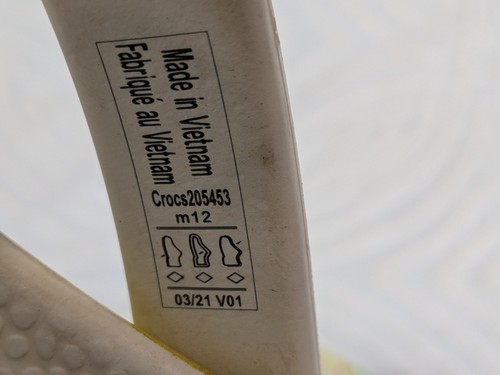 Made in Vietnam
Fabriqué au Vietnam
Crocs205453
m12
03/21 V01